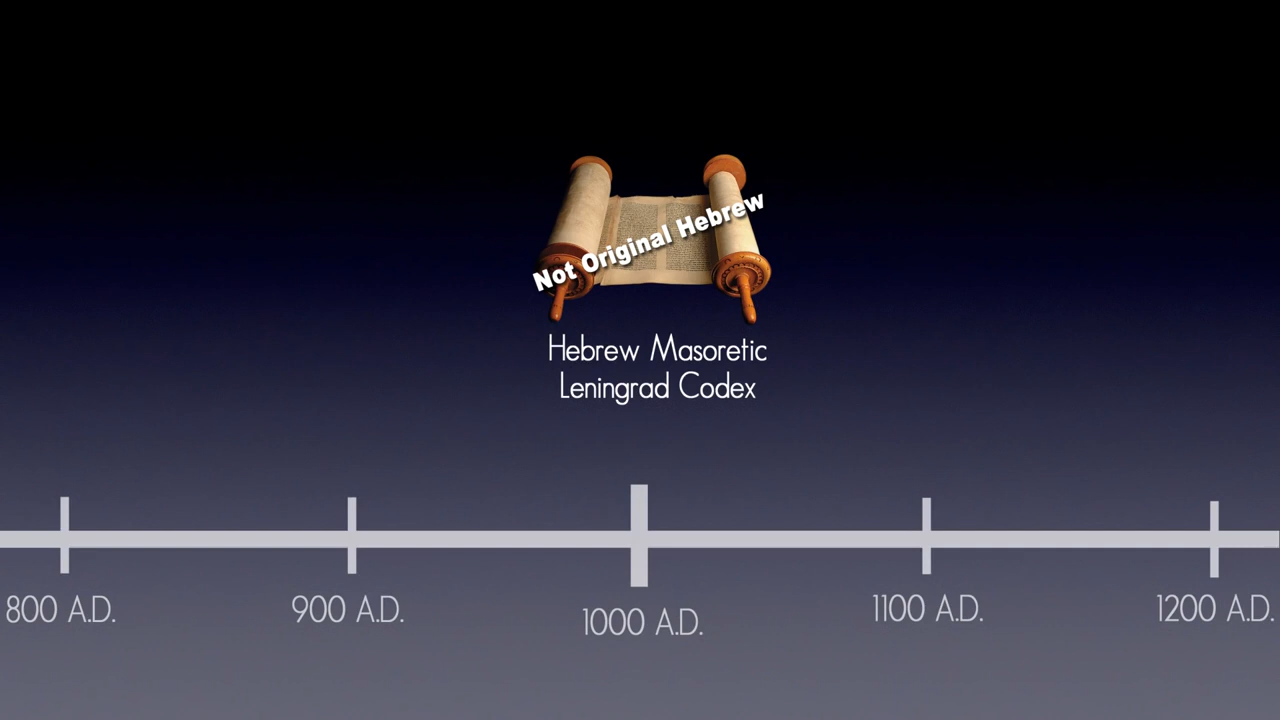 Not Original Hebrew
Hebrew Masoretic
Leningrad Codex
800 A.D.
900 A.D.
1000 A.D.
1100 A.D.
1200 A.D.